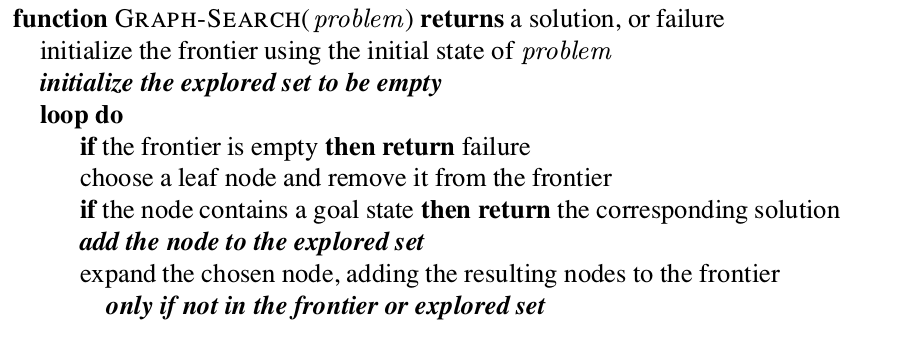 function GRAPH-SEARCH(problem) returns a solution, or failure
initialize the frontier using the initial state of problem
initialize the explored set to be empty
loop do
if the frontier is empty then return failure
choose a leaf node and remove it from the frontier
if the node contains a goal state then return the corresponding solution
add the node to the explored set
expand the chosen node, adding the resulting nodes to the frontier
only if not in the frontier or explored set